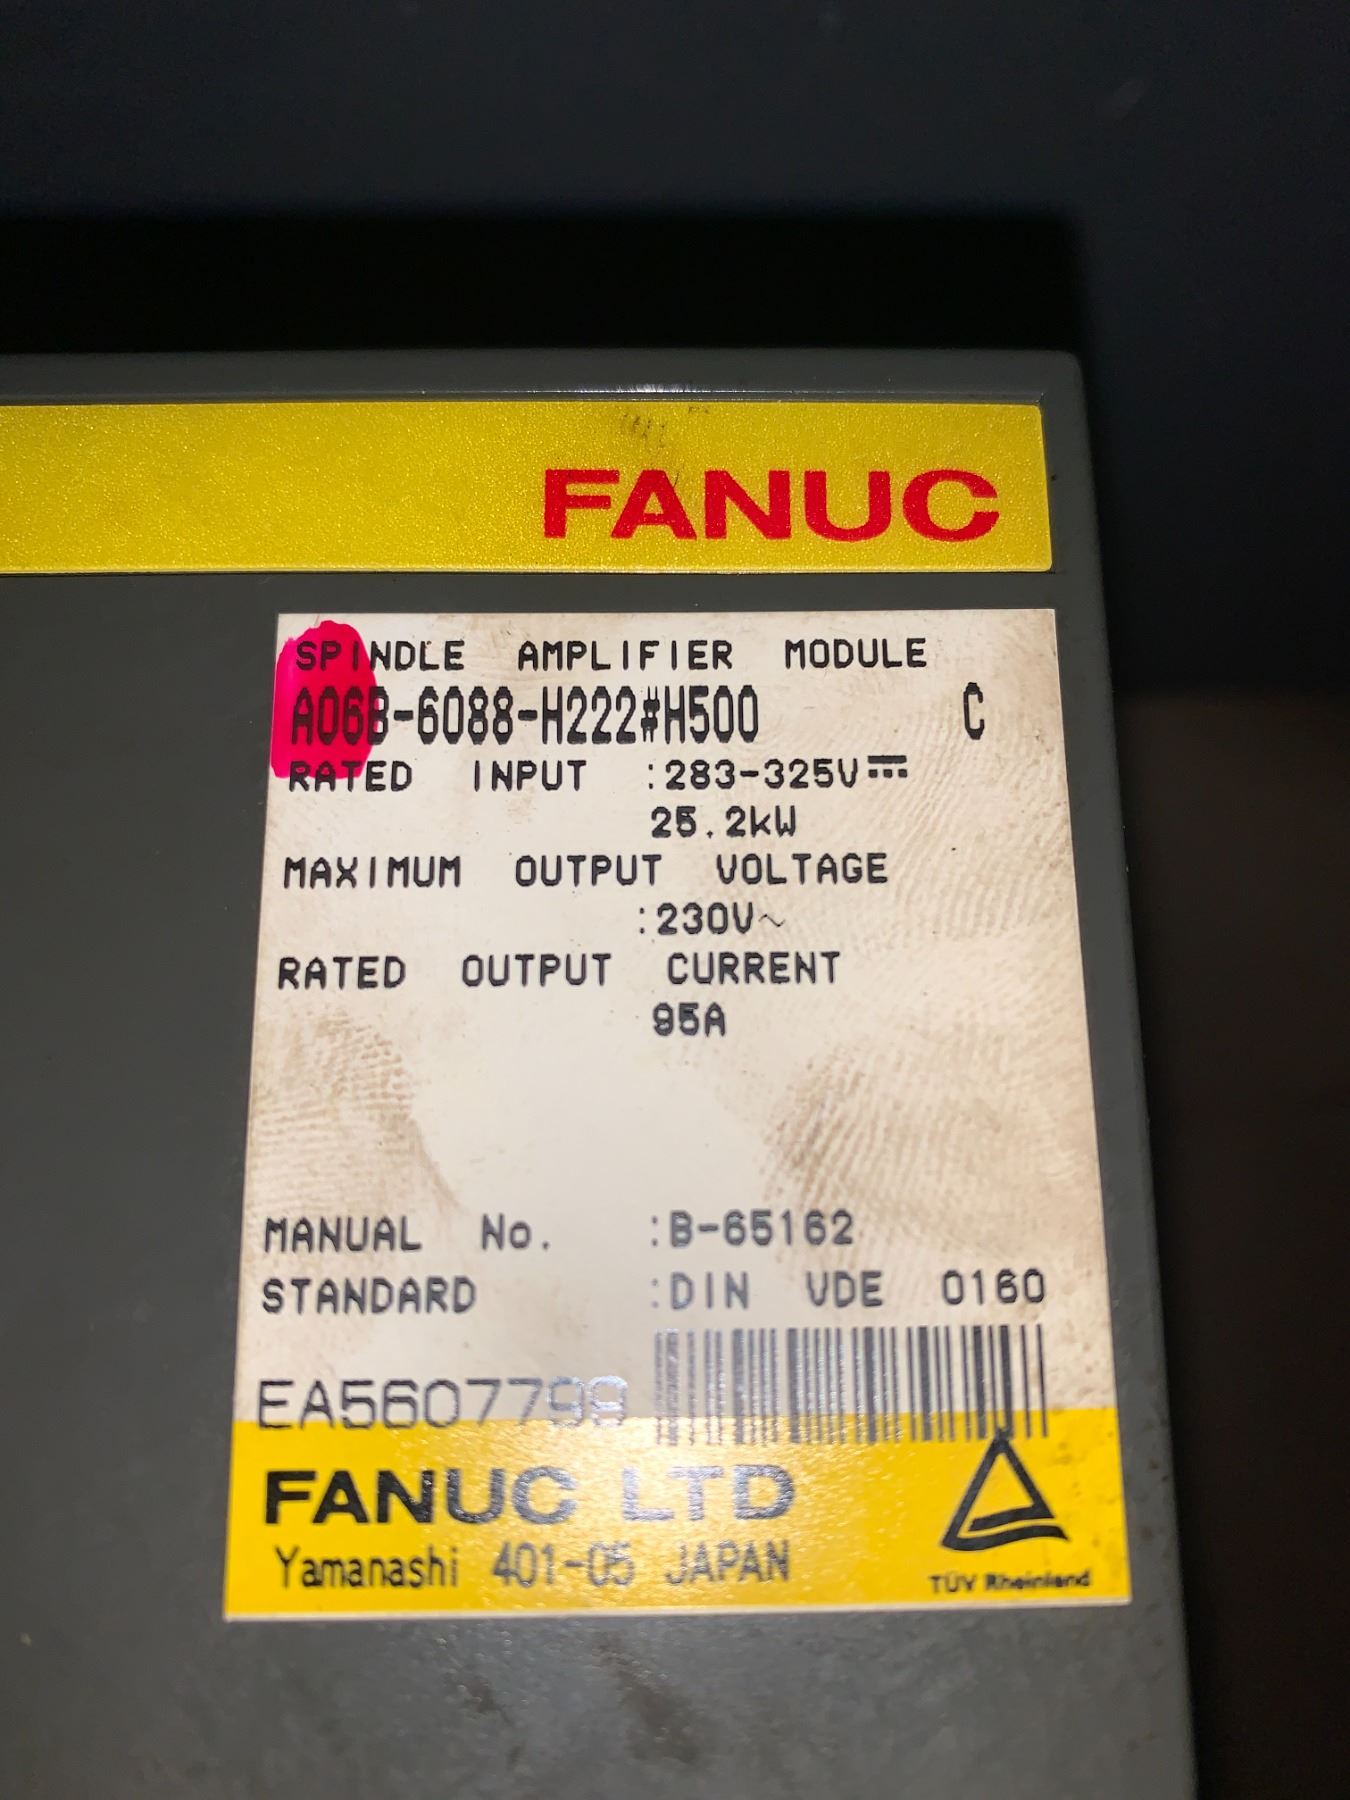 FANUC
SPINDLE AMPLIFIER MODULE
A06B-6088-H222#H500 C
RATED INPUT :283-325V⎓
25.2kW
MAXIMUM OUTPUT VOLTAGE
:230V~
RATED OUTPUT CURRENT
95A
MANUAL No. :B-65162
STANDARD :DIN VDE 0160
EA5607799
FANUC LTD
Yamanashi 401-05 JAPAN
TÜV Rheinland